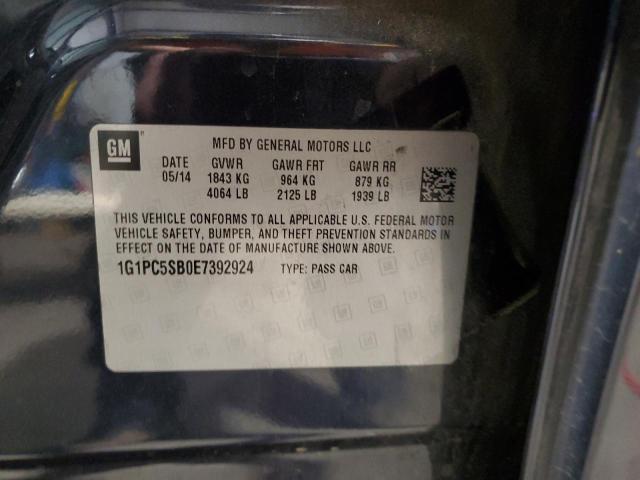 GM
MFD BY GENERAL MOTORS LLC
DATE GVWR GAWR FRT GAWR RR
05/14 1843 KG 964 KG 879 KG
4064 LB 2125 LB 1939 LB
THIS VEHICLE CONFORMS TO ALL APPLICABLE U.S. FEDERAL MOTOR
VEHICLE SAFETY, BUMPER, AND THEFT PREVENTION STANDARDS IN
EFFECT ON THE DATE OF MANUFACTURE SHOWN ABOVE.
1G1PC5SB0E7392924 TYPE: PASS CAR